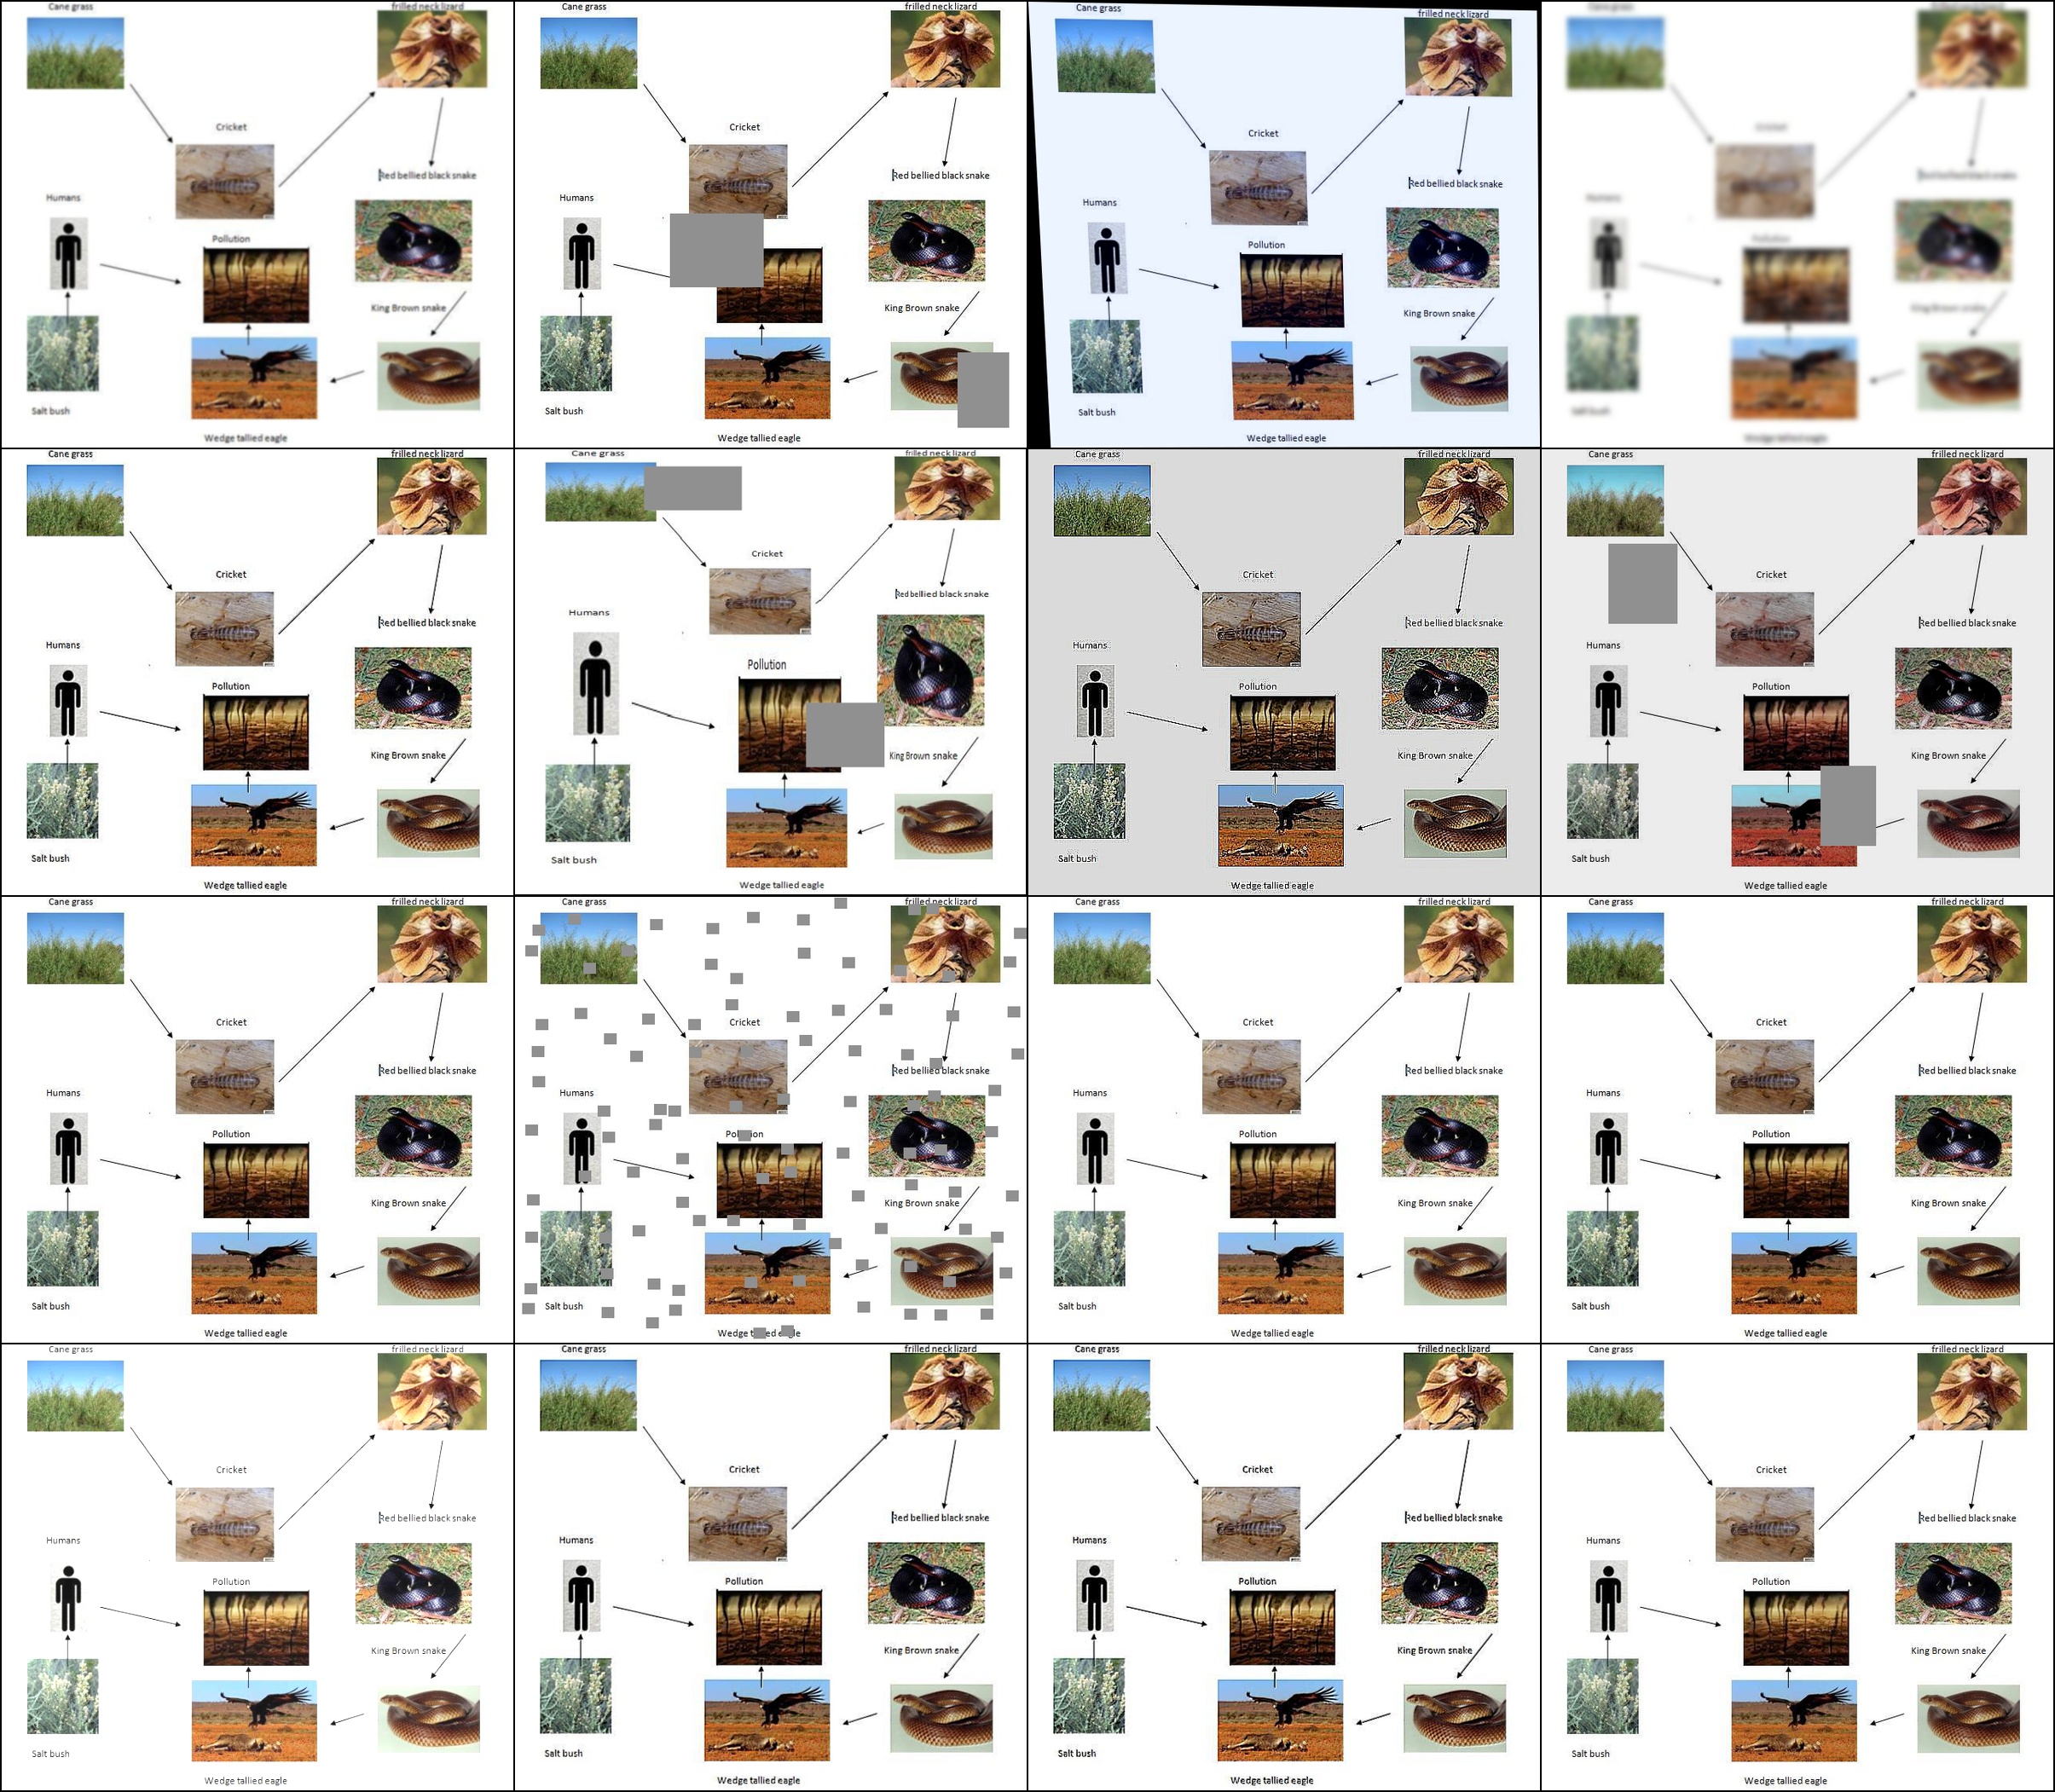 Cane grass
frilled neck lizard
Cricket
Red bellied black snake
Humans
Pollution
King Brown snake
Salt bush
Wedge tallied eagle
Cane grass
frilled neck lizard
Cricket
Red bellied black snake
Humans
King Brown snake
Salt bush
Wedge tallied eagle
Cane grass
frilled neck lizard
Cricket
Red bellied black snake
Humans
Pollution
King Brown snake
Salt bush
Wedge tallied eagle
Cane grass
Cricket
Red bellied black snake
Humans
Pollution
King Brown snake
Salt bush
Wedge tallied eagle
Cane grass
frilled neck lizard
Cricket
Red bellied black snake
Humans
Pollution
King Brown snake
Salt bush
Wedge tallied eagle
Cane grass
frilled neck lizard
Cricket
Red bellied black snake
Humans
Pollution
King Brown snake
Salt bush
Wedge tallied eagle
Cane grass
frilled neck lizard
Cricket
Red bellied black snake
Humans
Pollution
King Brown snake
Salt bush
Wedge tallied eagle
Cane grass
frilled neck lizard
Cricket
Red bellied black snake
Humans
Pollution
King Brown snake
Salt bush
Wedge tallied eagle
Cane grass
frilled neck lizard
Cricket
Red bellied black snake
Humans
Pollution
King Brown snake
Salt bush
Wedge tallied eagle
Cane grass
frilled neck lizard
Cricket
Red bellied black snake
Humans
King Brown snake
Salt bush
Wedge
Cane grass
frilled neck lizard
Cricket
Red bellied black snake
Humans
Pollution
King Brown snake
Salt bush
Wedge tallied eagle
Cane grass
frilled neck lizard
Cricket
Red bellied black snake
Humans
Pollution
King Brown snake
Salt bush
Wedge tallied eagle
Cane grass
frilled neck lizard
Cricket
Red bellied black snake
Humans
Pollution
King Brown snake
Salt bush
Wedge tallied eagle
Cane grass
frilled neck lizard
Cricket
Red bellied black snake
Humans
Pollution
King Brown snake
Salt bush
Wedge tallied eagle
Cane grass
frilled neck lizard
Cricket
Red bellied black snake
Humans
Pollution
King Brown snake
Salt bush
Wedge tallied eagle
Cane grass
frilled neck lizard
Cricket
Red bellied black snake
Humans
Pollution
King Brown snake
Salt bush
Wedge tallied eagle